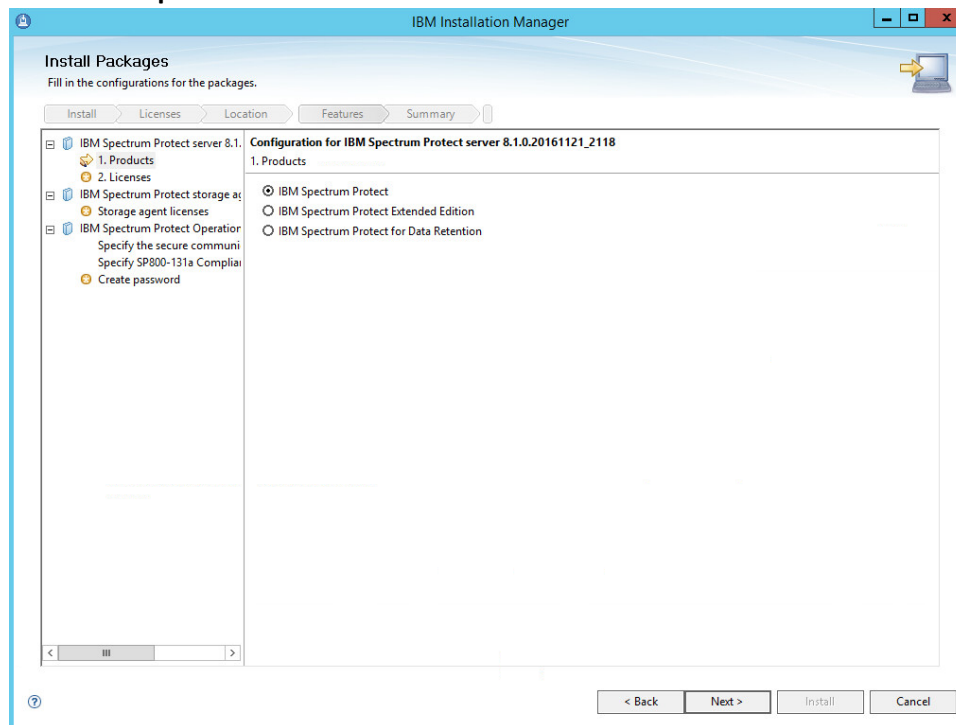 IBM Installation Manager
Install Packages
Fill in the configurations for the packages.
Install Licenses Location Features Summary
IBM Spectrum Protect server 8.1.
1. Products
2. Licenses
IBM Spectrum Protect storage ag
Storage agent licenses
IBM Spectrum Protect Operation
Specify the secure communi
Specify SP800-131a Complian
Create password
Configuration for IBM Spectrum Protect server 8.1.0.20161121_2118
1. Products
IBM Spectrum Protect
IBM Spectrum Protect Extended Edition
IBM Spectrum Protect for Data Retention
< Back Next > Install Cancel